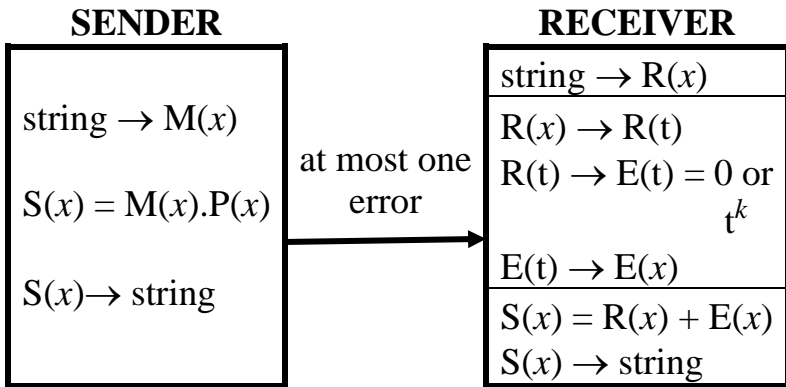 SENDER
string → M(x)
S(x) = M(x).P(x)
S(x)→ string
at most one
error
RECEIVER
string → R(x)
R(x) → R(t)
R(t) → E(t) = 0 or
t^k
E(t) → E(x)
S(x) = R(x) + E(x)
S(x) → string